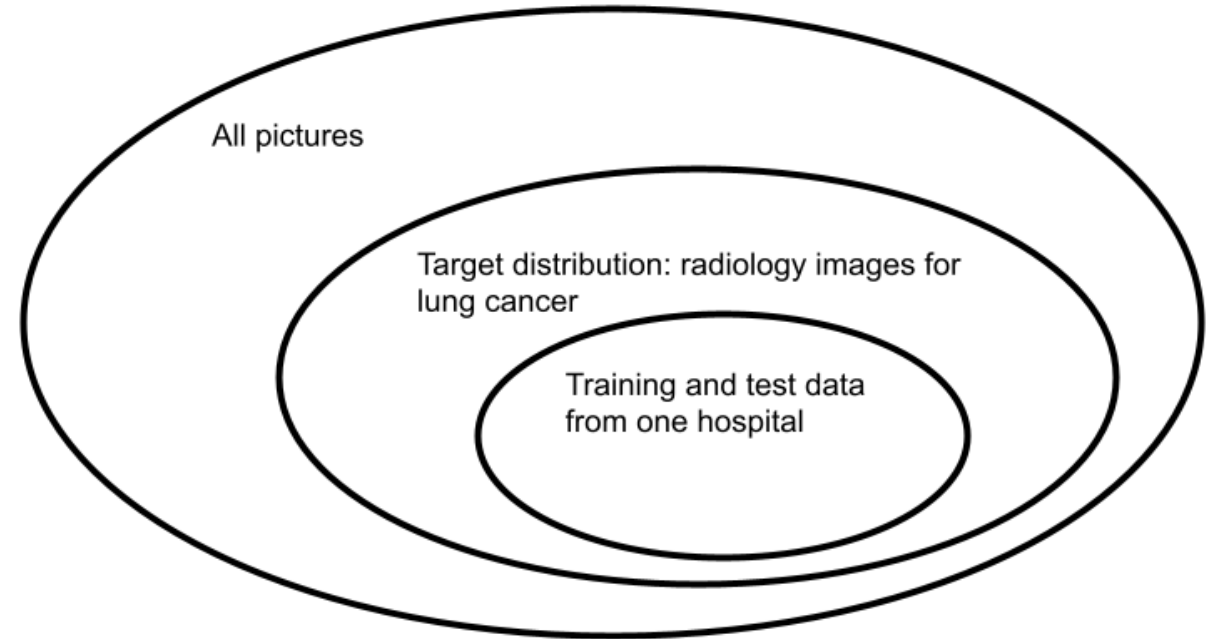 All pictures
Target distribution: radiology images for
lung cancer
Training and test data
from one hospital